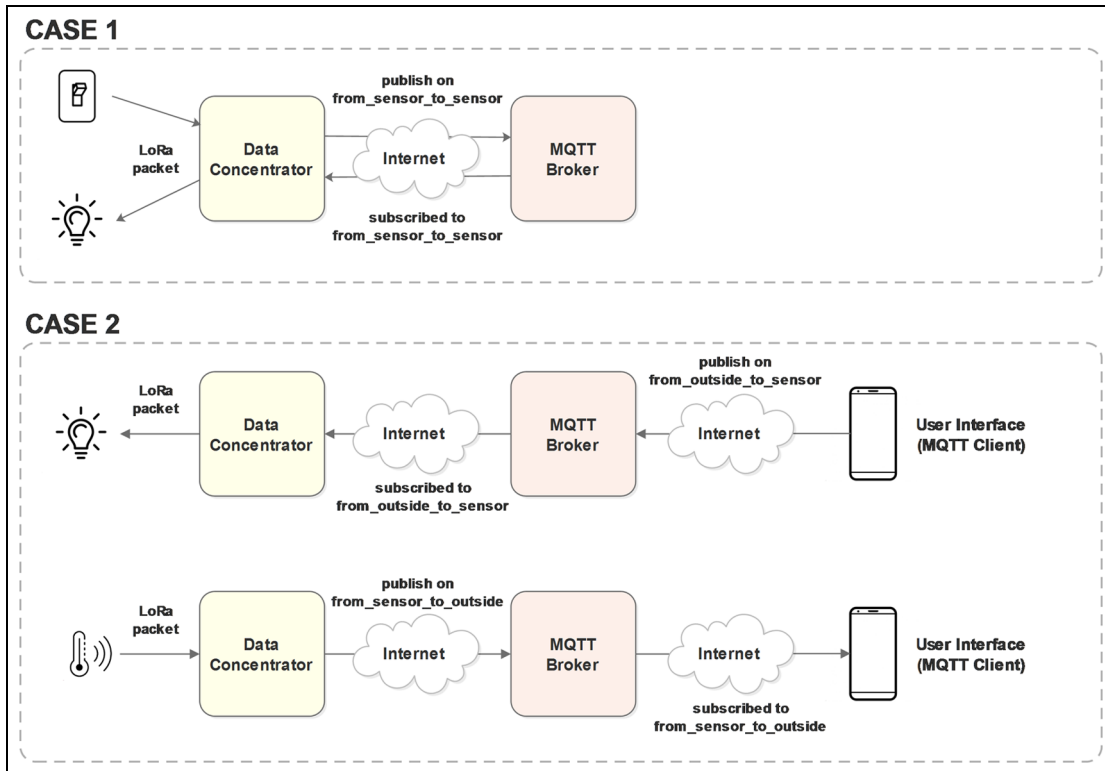 CASE 1
publish on
from_sensor_to_sensor
LoRa
packet
Data
Concentrator
Internet
MQTT
Broker
subscribed to
from_sensor_to_sensor
CASE 2
publish on
from_outside_to_sensor
LoRa
packet
Data
Concentrator
Internet
MQTT
Broker
Internet
User Interface
(MQTT Client)
subscribed to
from_outside_to_sensor
publish on
from_sensor_to_outside
LoRa
packet
Data
Concentrator
Internet
MQTT
Broker
Internet
User Interface
(MQTT Client)
subscribed to
from_sensor_to_outside